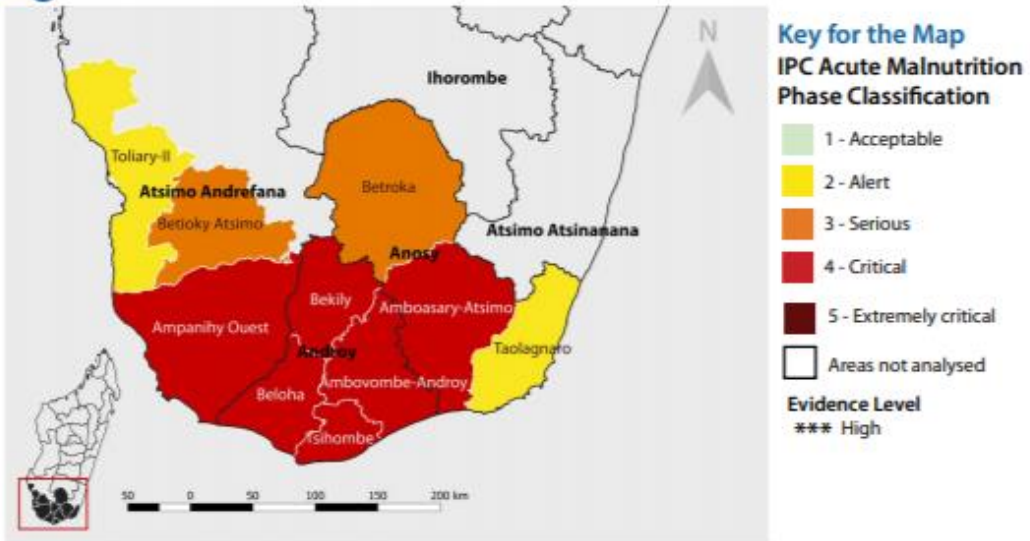 N
Ihorombe
Toliary-II
Atsimo Andrefana
Betroka
Betioky Atsimo
Atsimo Atsinanana
Anosy
Bekily
Amboasary-Atsimo
Ampanihy Ouest
Taolagnaro
Androy
Beloha
Ambovombe-Androy
Tsihombe
50 0 50 100 150 200 km
Key for the Map
IPC Acute Malnutrition
Phase Classification
1 - Acceptable
2 - Alert
3 - Serious
4 - Critical
5 - Extremely critical
Areas not analysed
Evidence Level
*** High